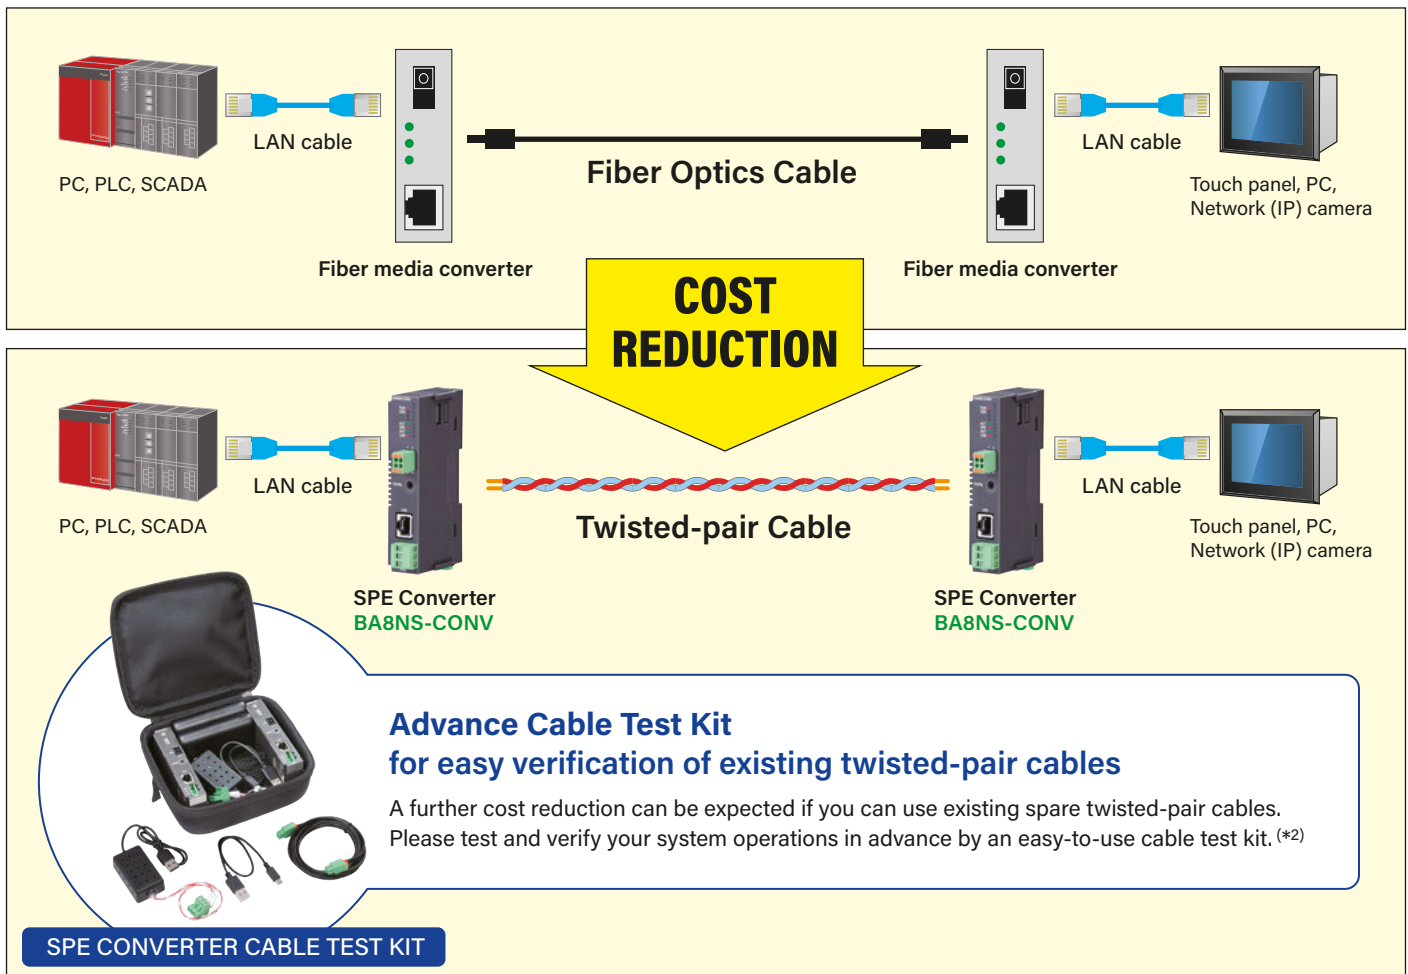 LAN cable
LAN cable
Fiber Optics Cable
PC, PLC, SCADA
Touch panel, PC,
Network (IP) camera
Fiber media converter
Fiber media converter
COST
REDUCTION
LAN cable
LAN cable
PC, PLC, SCADA
Twisted-pair Cable
Touch panel, PC,
Network (IP) camera
SPE Converter
BA8NS-CONV
SPE Converter
BA8NS-CONV
Advance Cable Test Kit
for easy verification of existing twisted-pair cables
A further cost reduction can be expected if you can use existing spare twisted-pair cables.
Please test and verify your system operations in advance by an easy-to-use cable test kit. (*2)
SPE CONVERTER CABLE TEST KIT